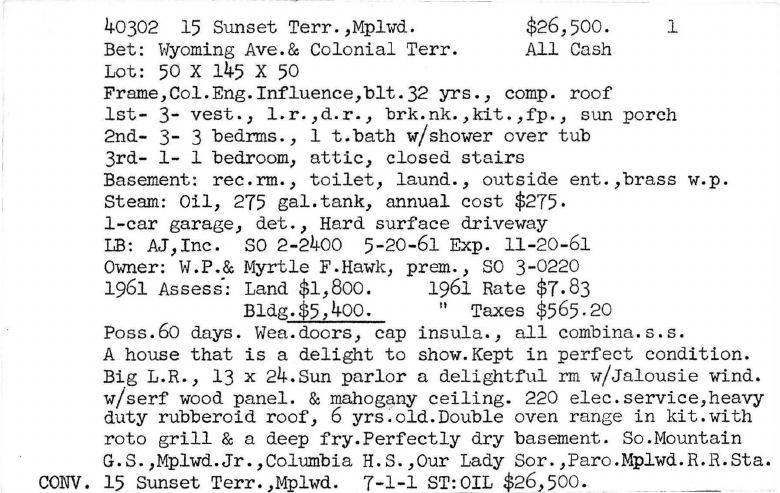 40302 15 Sunset Terr.,Mplwd. $26,500. 1
Bet: Wyoming Ave.& Colonial Terr. All Cash
Lot: 50 X 145 X 50
Frame,Col.Eng.Influence,blt.32 yrs., comp. roof
1st- 3- vest., l.r.,d.r., brk.nk.,kit.,fp., sun porch
2nd- 3- 3 bedrms., 1 t.bath w/shower over tub
3rd- 1- 1 bedroom, attic, closed stairs
Basement: rec.rm., toilet, laund., outside ent.,brass w.p.
Steam: Oil, 275 gal.tank, annual cost $275.
1-car garage, det., Hard surface driveway
LB: AJ,Inc. SO 2-2400 5-20-61 Exp. 11-20-61
Owner: W.P.& Myrtle F.Hawk, prem., SO 3-0220
1961 Assess: Land $1,800. 1961 Rate $7.83
Bldg.$5,400. " Taxes $565.20
Poss.60 days. Wea.doors, cap insula., all combina.s.s.
A house that is a delight to show.Kept in perfect condition.
Big L.R., 13 x 24.Sun parlor a delightful rm w/Jalousie wind.
w/serf wood panel. & mahogany ceiling. 220 elec.service,heavy
duty rubberoid roof, 6 yrs.old.Double oven range in kit.with
roto grill & a deep fry.Perfectly dry basement. So.Mountain
G.S.,Mplwd.Jr.,Columbia H.S.,Our Lady Sor.,Paro.Mplwd.R.R.Sta.
CONV. 15 Sunset Terr.,Mplwd. 7-1-1 ST:OIL $26,500.